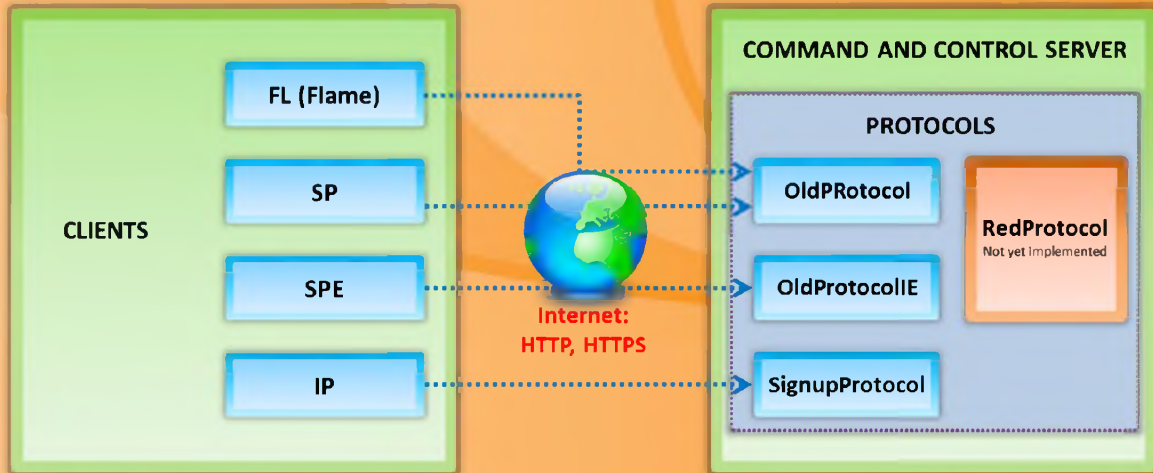 CLIENTS
FL (Flame)
SP
SPE
IP
Internet:
HTTP, HTTPS
COMMAND AND CONTROL SERVER
PROTOCOLS
OldPRotocol
OldProtocolIE
SignupProtocol
RedProtocol
Not yet Implemented